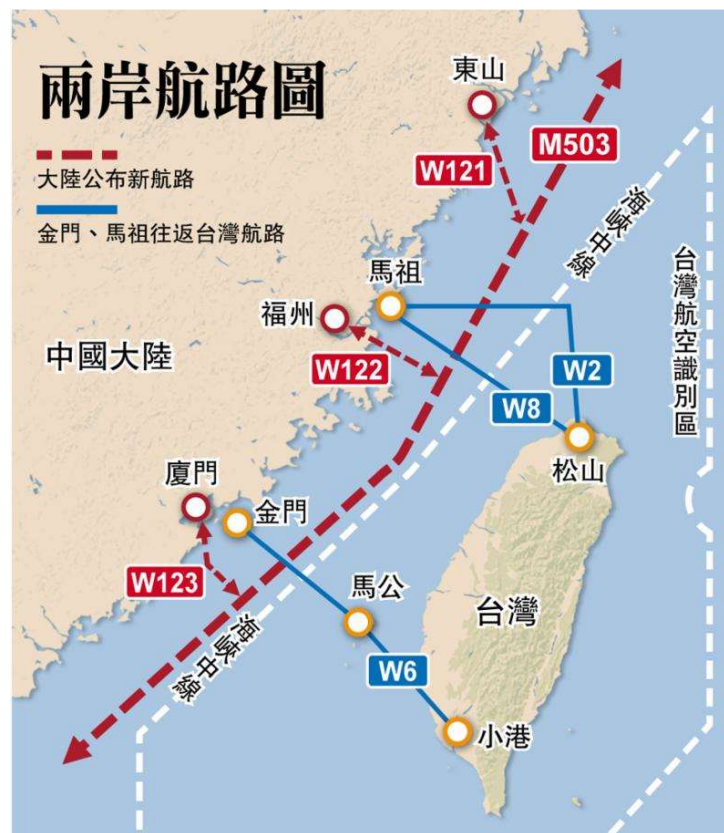 兩岸航路圖
大陸公布新航路
金門、馬祖往返台灣航路
東山
W121
M503
海峽中線
台灣航空識別區
馬祖
福州
W122
中國大陸
W2
W8
松山
廈門
金門
W123
馬公
台灣
海峽中線
W6
小港